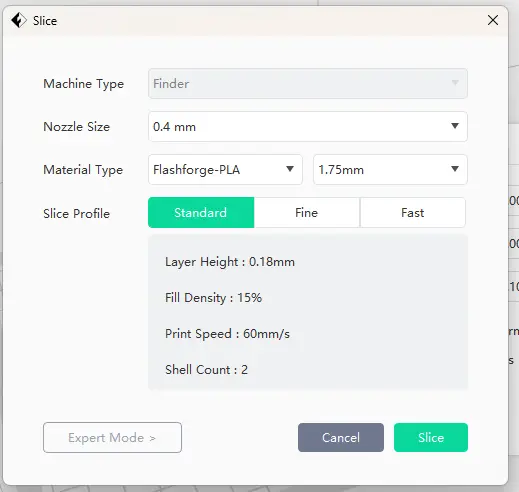 Slice
Machine Type Finder
Nozzle Size 0.4 mm
Material Type Flashforge-PLA 1.75mm
Slice Profile Standard Fine Fast
Layer Height : 0.18mm
Fill Density : 15%
Print Speed : 60mm/s
Shell Count : 2
Expert Mode > Cancel Slice